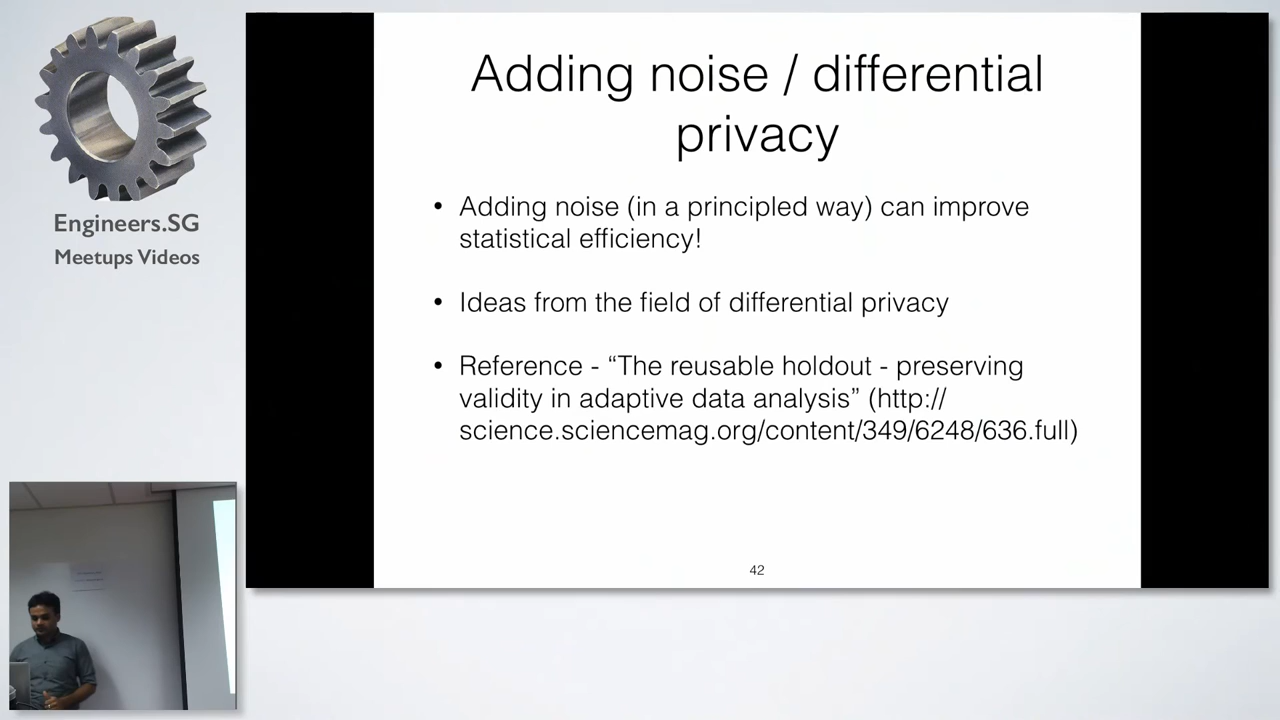 Engineers.SG
Meetups Videos
Adding noise / differential
privacy
• Adding noise (in a principled way) can improve
statistical efficiency!
• Ideas from the field of differential privacy
• Reference - “The reusable holdout - preserving
validity in adaptive data analysis” (http://
science.sciencemag.org/content/349/6248/636.full)
42